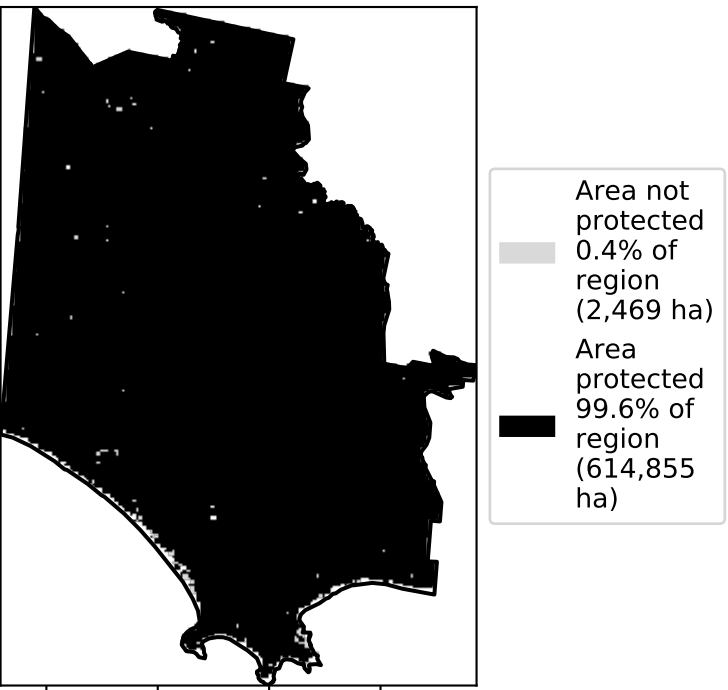 Area not
protected
0.4% of
region
(2,469 ha)
Area
protected
99.6% of
region
(614,855
ha)